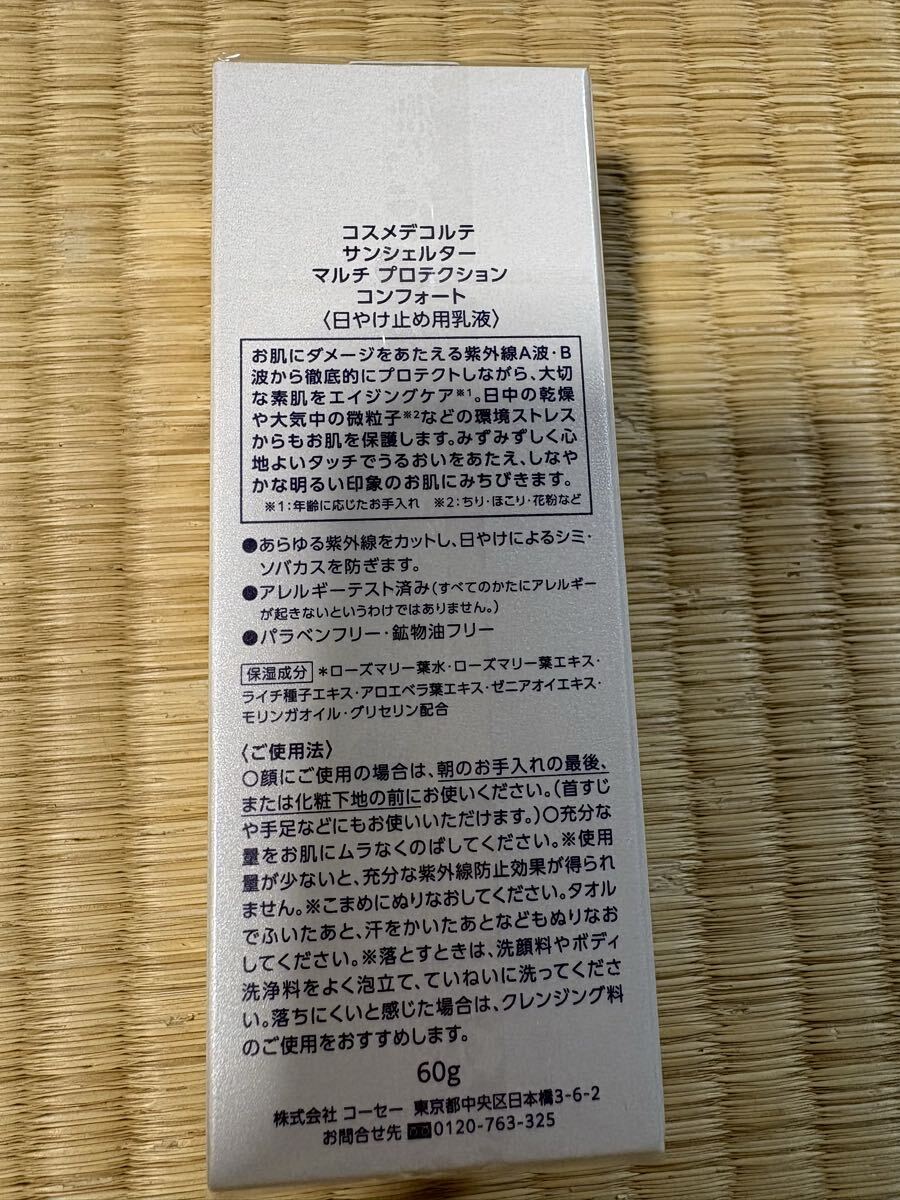 コスメデコルテ
サンシェルター
マルチ プロテクション
コンフォート
〈日やけ止め用乳液〉
お肌にダメージをあたえる紫外線A波・B
波から徹底的にプロテクトしながら、大切
な素肌をエイジングケア※1。日中の乾燥
や大気中の微粒子※2などの環境ストレス
からもお肌を保護します。みずみずしく心
地よいタッチでうるおいをあたえ、しなや
かな明るい印象のお肌にみちびきます。
※1：年齢に応じたお手入れ ※2：ちり・ほこり・花粉など
●あらゆる紫外線をカットし、日やけによるシミ・
ソバカスを防ぎます。
●アレルギーテスト済み（すべてのかたにアレルギー
が起きないというわけではありません。）
●パラベンフリー・鉱物油フリー
保湿成分 *ローズマリー葉水・ローズマリー葉エキス・
ライチ種子エキス・アロエベラ葉エキス・ゼニアオイエキス・
モリンガオイル・グリセリン配合
〈ご使用法〉
○顔にご使用の場合は、朝のお手入れの最後、
または化粧下地の前にお使いください。（首すじ
や手足などにもお使いいただけます。）○充分な
量をお肌にムラなくのばしてください。※使用
量が少ないと、充分な紫外線防止効果が得られ
ません。※こまめにぬりなおしてください。タオル
でふいたあと、汗をかいたあとなどもぬりなお
してください。※落とすときは、洗顔料やボディ
洗浄料をよく泡立て、ていねいに洗ってくださ
い。落ちにくいと感じた場合は、クレンジング料
のご使用をおすすめします。
60g
株式会社 コーセー 東京都中央区日本橋3-6-2
お問合せ先 0120-763-325